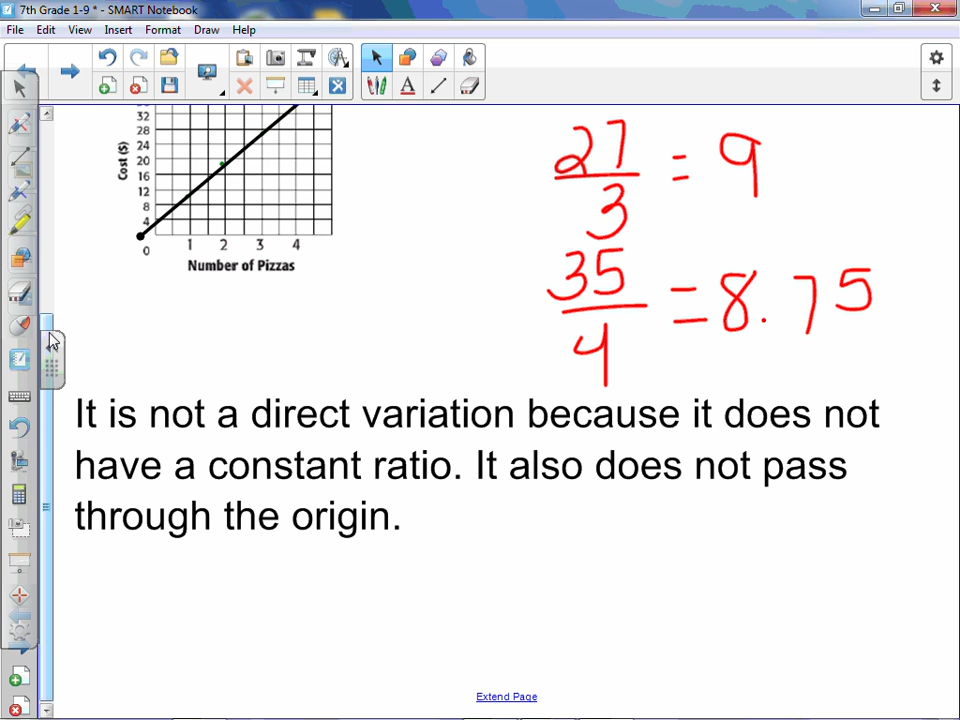 7th Grade 1-9 * - SMART Notebook
File Edit View Insert Format Draw Help
32
28
24
20
16
12
8
4
0 1 2 3 4
Cost ($)
Number of Pizzas
27/3 = 9
35/4 = 8.75
It is not a direct variation because it does not
have a constant ratio. It also does not pass
through the origin.
Extend Page